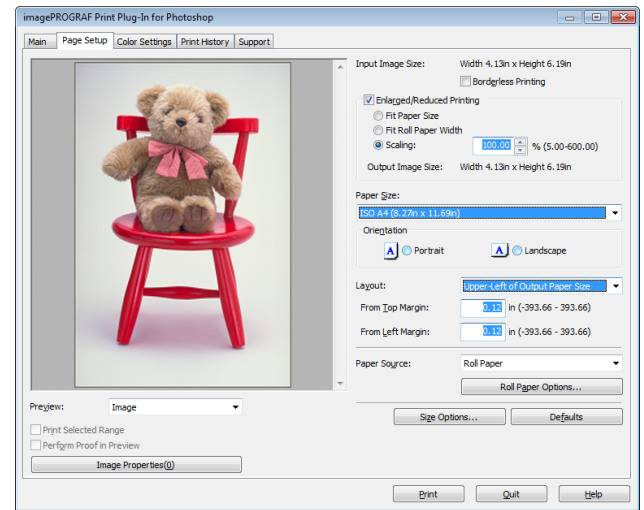 imagePROGRAF Print Plug-In for Photoshop
Main Page Setup Color Settings Print History Support
Input Image Size: Width 4.13in x Height 6.19in
Borderless Printing
Enlarged/Reduced Printing
Fit Paper Size
Fit Roll Paper Width
Scaling: 100.00 % (5.00-600.00)
Output Image Size: Width 4.13in x Height 6.19in
Paper Size:
ISO A4 (8.27in x 11.69in)
Orientation
A Portrait A Landscape
Layout: Upper-Left of Output Paper Size
From Top Margin: 0.12 in (-393.66 - 393.66)
From Left Margin: 0.12 in (-393.66 - 393.66)
Paper Source: Roll Paper
Roll Paper Options...
Size Options... Defaults
Preview: Image
Print Selected Range
Perform Proof in Preview
Image Properties(0)
Print Quit Help